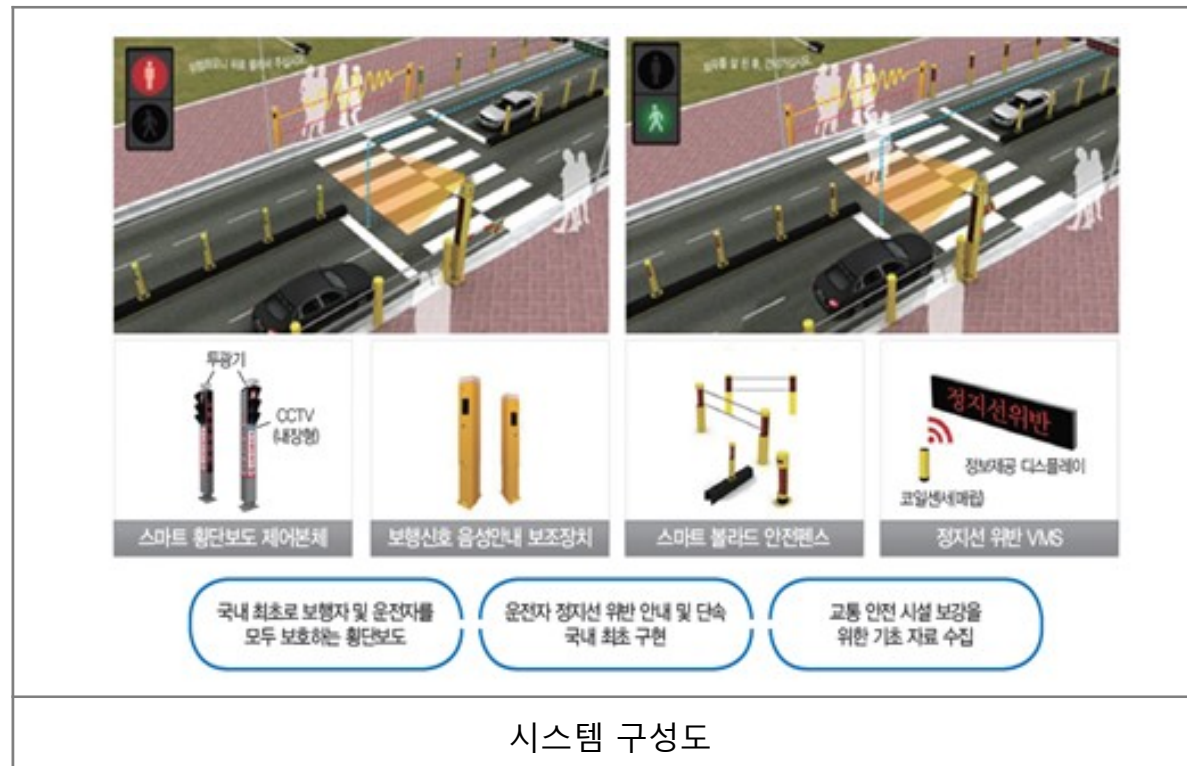 투광기
CCTV
(내장형)
정지선위반
정보제공 디스플레이
코일센서(매립)
스마트 횡단보도 제어본체
보행신호 음성안내 보조장치
스마트 볼라드 안전펜스
정지선 위반 VMS
국내 최초로 보행자 및 운전자를
모두 보호하는 횡단보도
운전자 정지선 위반 안내 및 단속
국내 최초 구현
교통 안전 시설 보강을
위한 기초 자료 수집
시스템 구성도